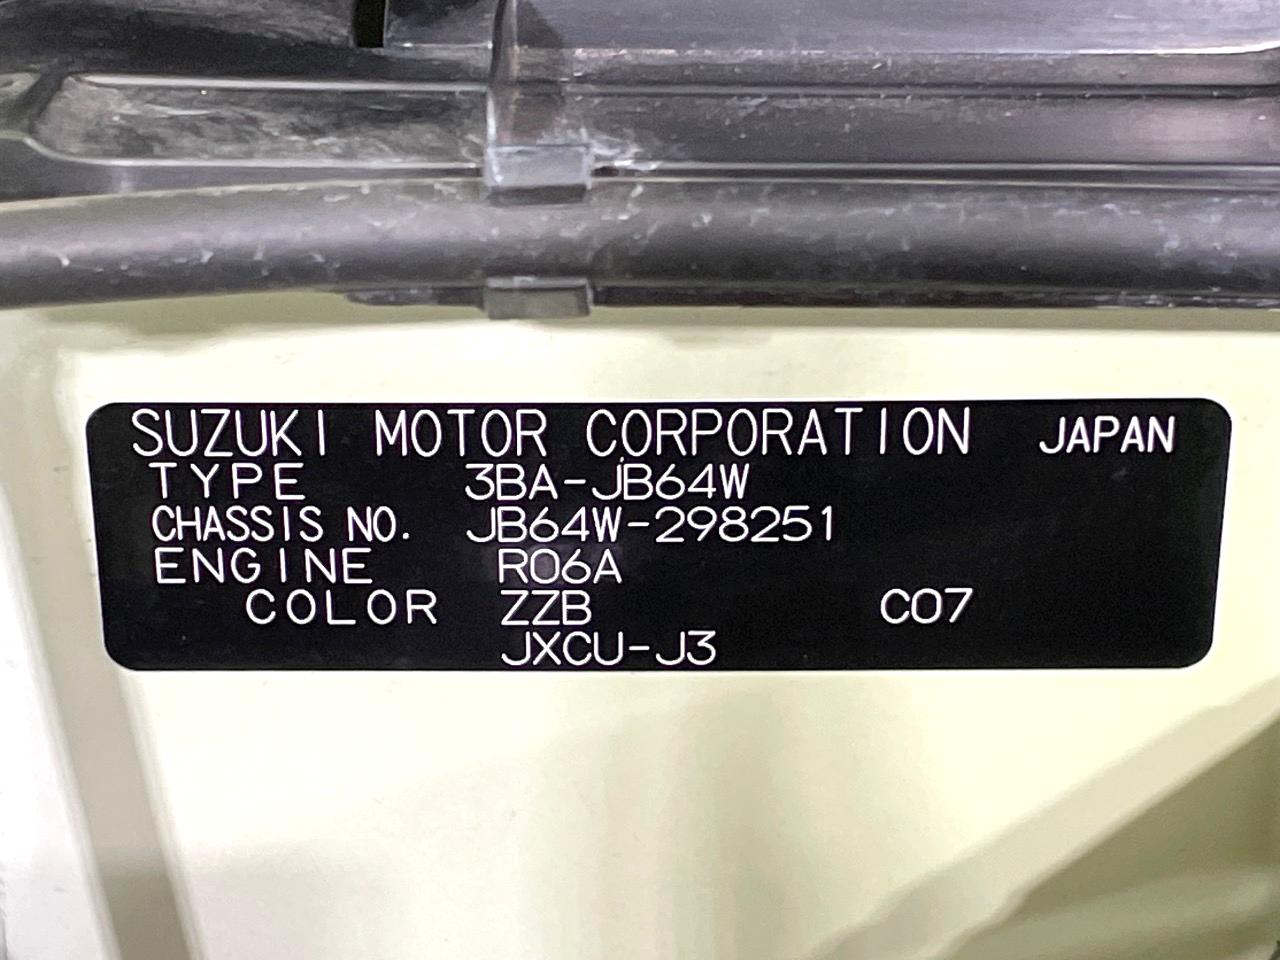 SUZUKI MOTOR CORPORATION JAPAN
TYPE 3BA-JB64W
CHASSIS NO. JB64W-298251
ENGINE R06A
COLOR ZZB C07
JXCU-J3